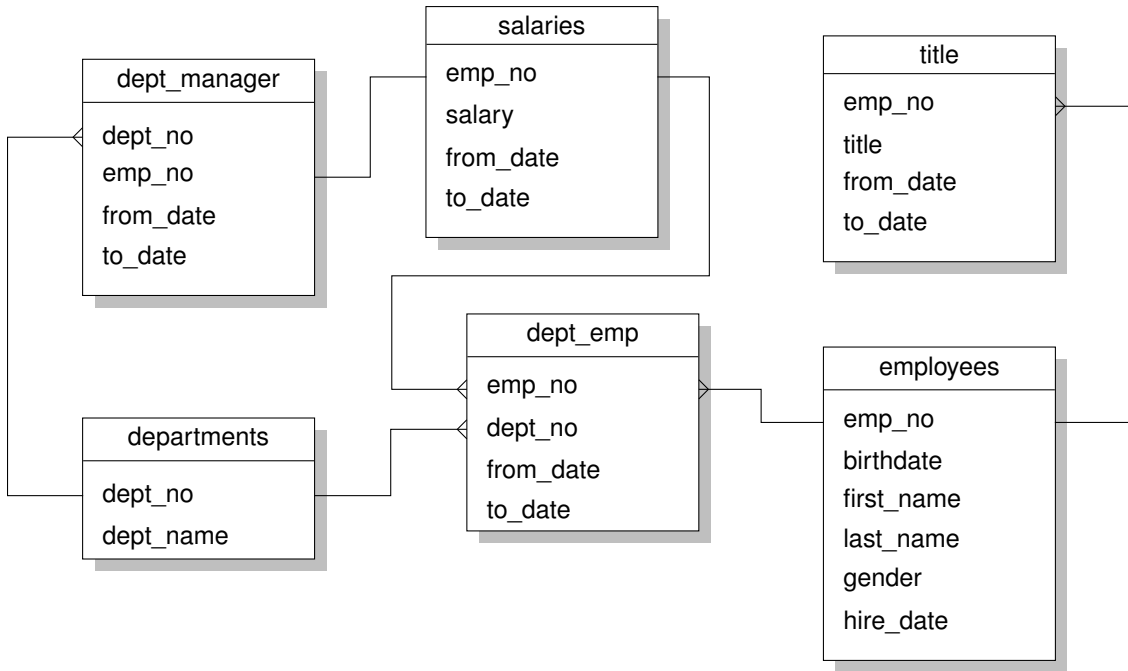 dept_manager
dept_no
emp_no
from_date
to_date
salaries
emp_no
salary
from_date
to_date
title
emp_no
title
from_date
to_date
departments
dept_no
dept_name
dept_emp
emp_no
dept_no
from_date
to_date
employees
emp_no
birthdate
first_name
last_name
gender
hire_date